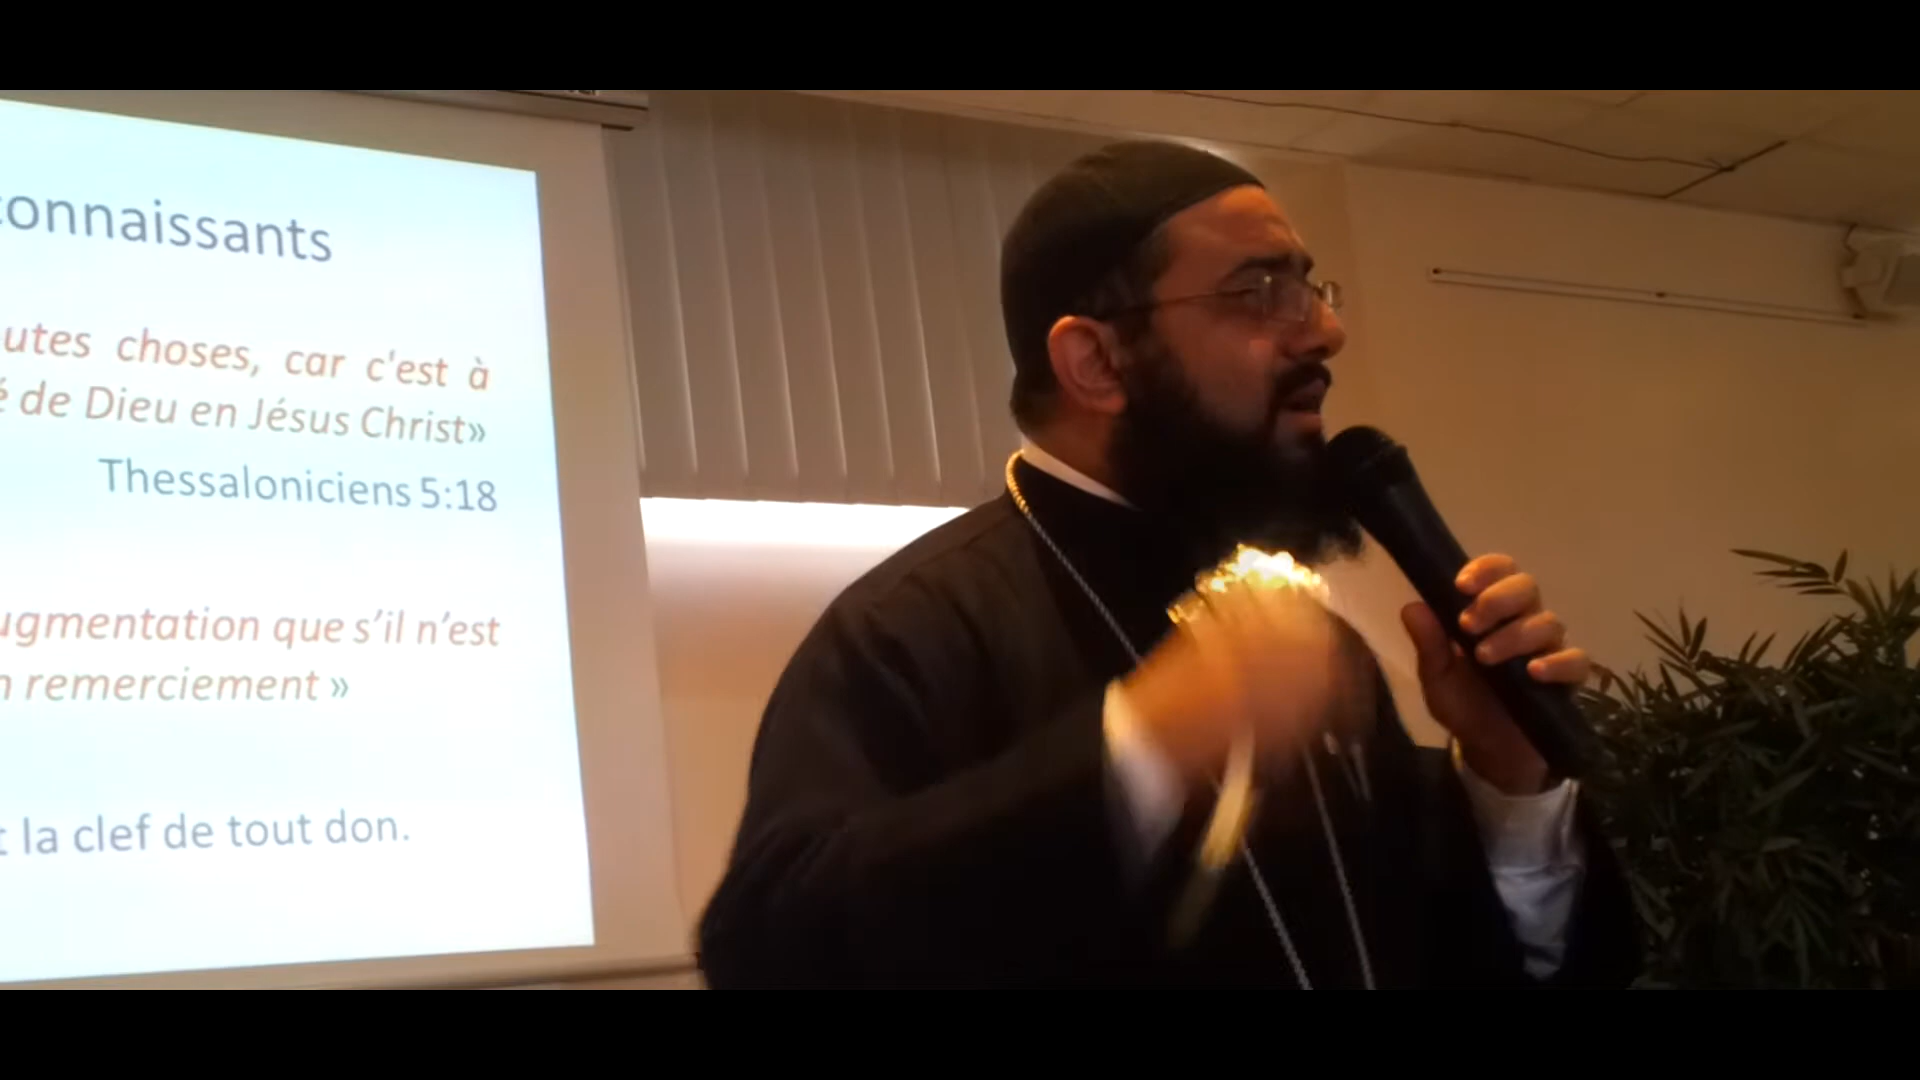 connaissants
utes choses, car c'est à
é de Dieu en Jésus Christ»
Thessaloniciens 5:18
ugmentation que s’il n’est
n remerciement »
t la clef de tout don.